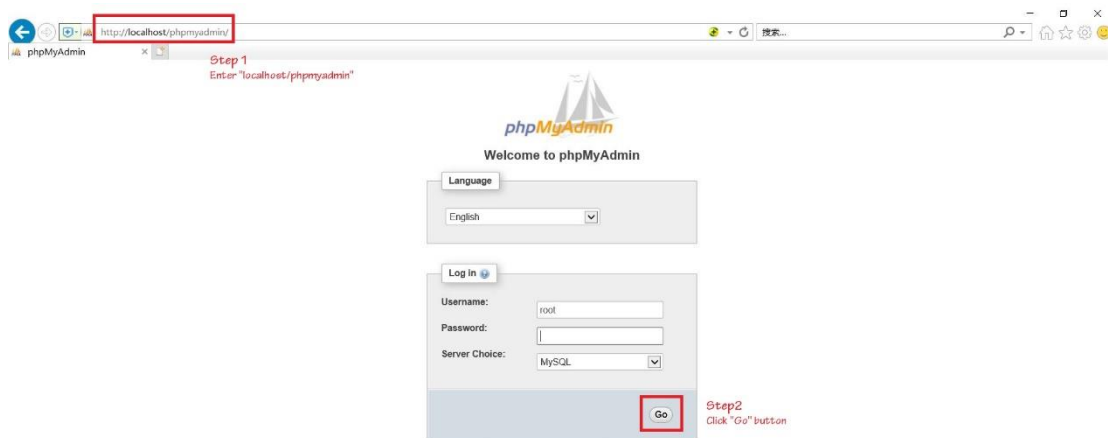 http://localhost/phpmyadmin/
搜索...
phpMyAdmin
Step 1
Enter "localhost/phpmyadmin"
phpMyAdmin
Welcome to phpMyAdmin
Language
English
Log in
Username:
root
Password:
Server Choice:
MySQL
Go
Step2
Click "Go" button